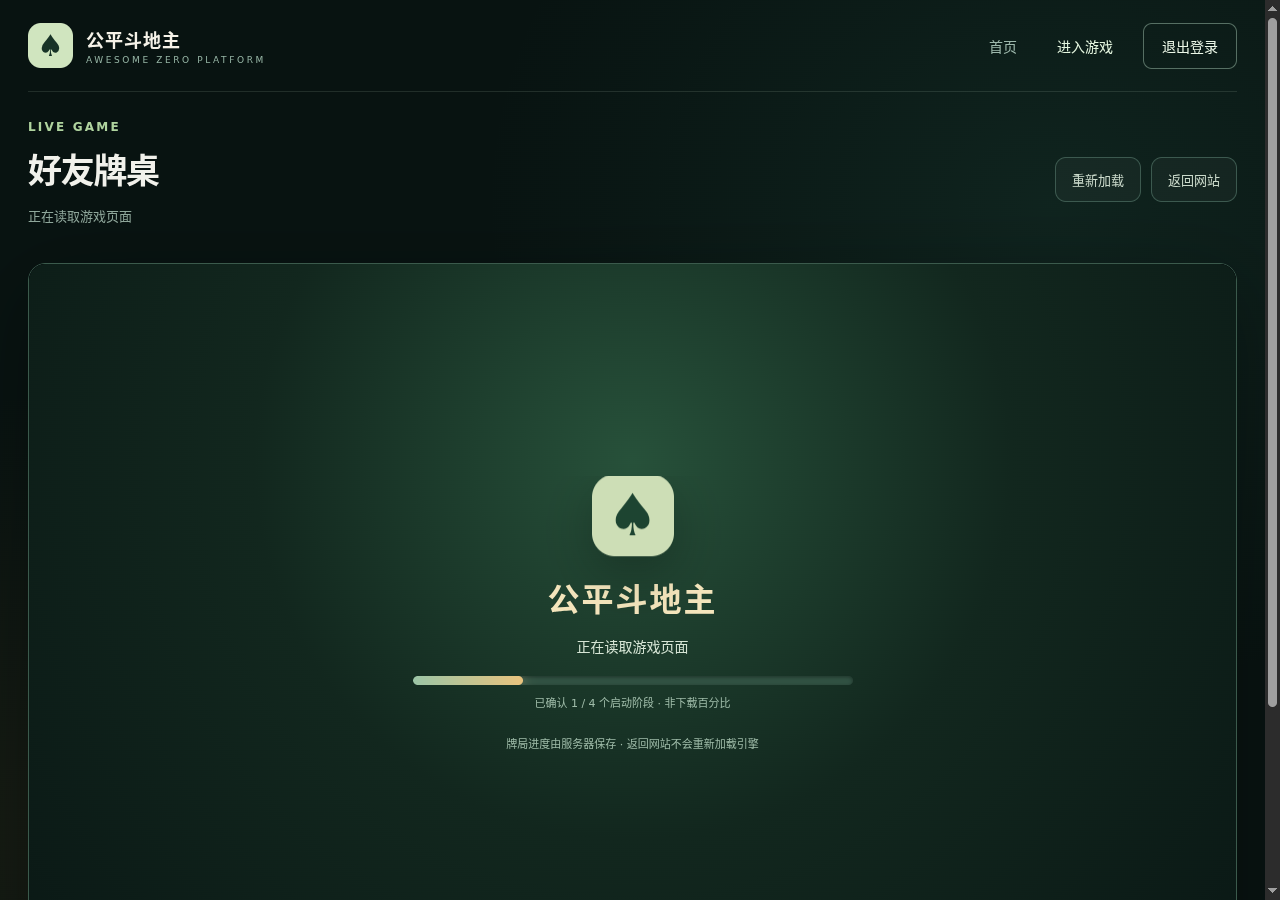 公平斗地主
AWESOME ZERO PLATFORM
首页
进入游戏
退出登录
LIVE GAME
好友牌桌
正在读取游戏页面
重新加载
返回网站
公平斗地主
正在读取游戏页面
已确认 1 / 4 个启动阶段 · 非下载百分比
牌局进度由服务器保存 · 返回网站不会重新加载引擎